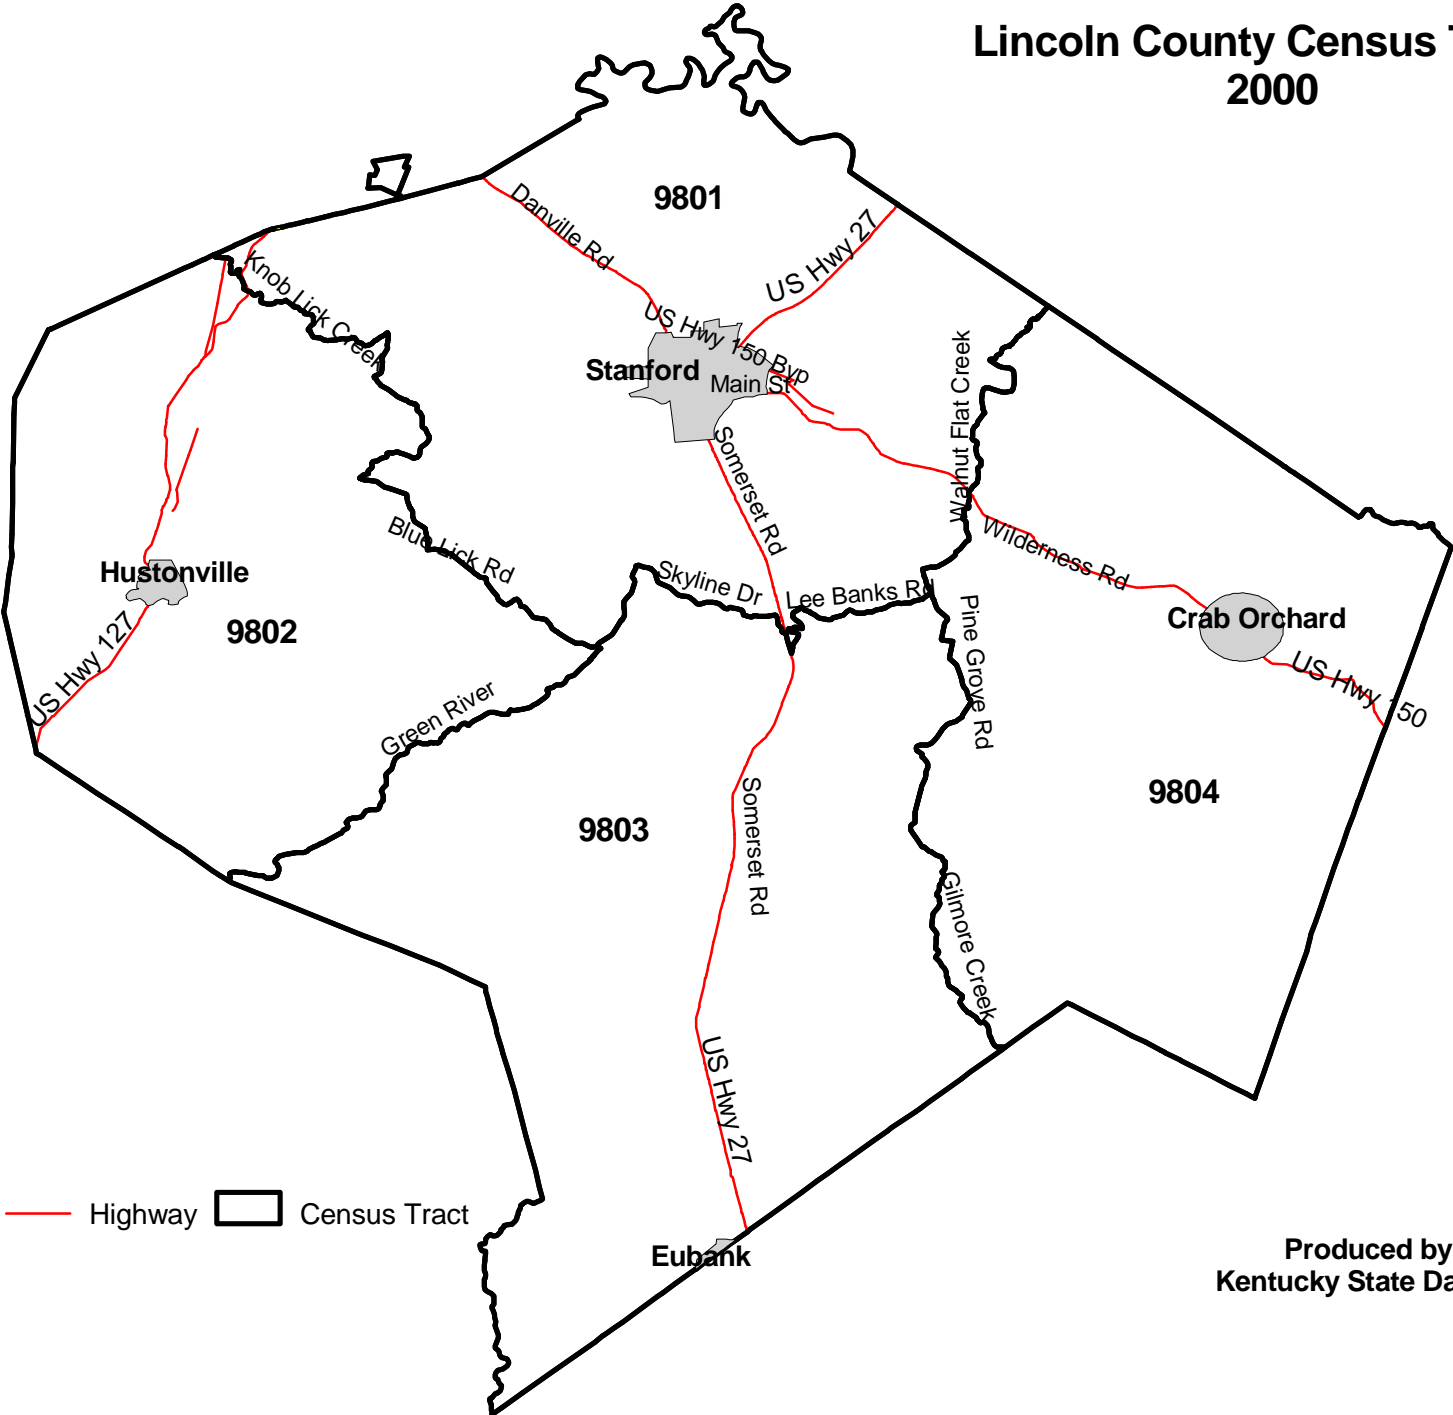 Lincoln County Census T
2000
9801
Danville Rd
US Hwy 27
Knob Lick Creek
US Hwy 150 Byp
Stanford
Main St
Walnut Flat Creek
Somerset Rd
Blue Lick Rd
Wilderness Rd
Hustonville
Skyline Dr
Lee Banks Rd
Crab Orchard
9802
US Hwy 127
Pine Grove Rd
US Hwy 150
Green River
9804
9803
Somerset Rd
Gilmore Creek
US Hwy 27
Highway
Census Tract
Eubank
Produced by
Kentucky State Da